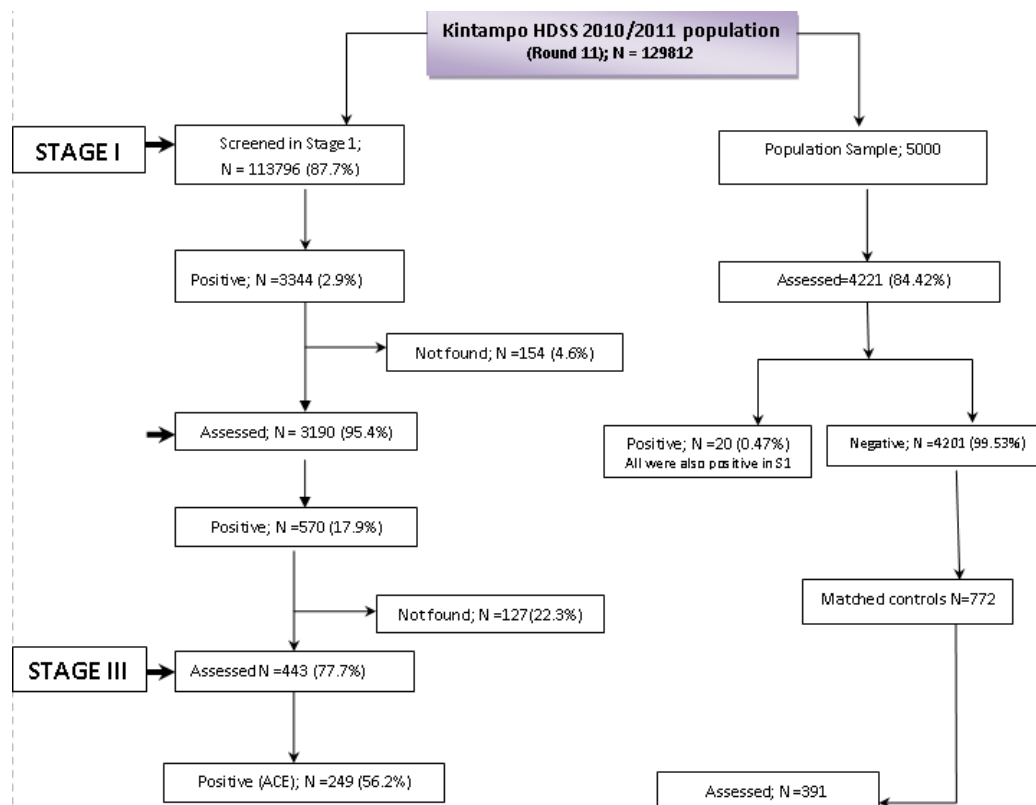 Kintampo HDSS 2010/2011 population
(Round 11); N = 129812
STAGE I
Screened in Stage 1;
N = 113796 (87.7%)
Population Sample; 5000
Positive; N =3344 (2.9%)
Assessed=4221 (84.42%)
Not found; N =154 (4.6%)
Assessed; N = 3190 (95.4%)
Positive; N =20 (0.47%)
All were also positive in S1
Negative; N =4201 (99.53%)
Positive; N =570 (17.9%)
Not found; N =127(22.3%)
Matched controls N=772
STAGE III
Assessed N =443 (77.7%)
Positive (ACE); N =249 (56.2%)
Assessed; N=391